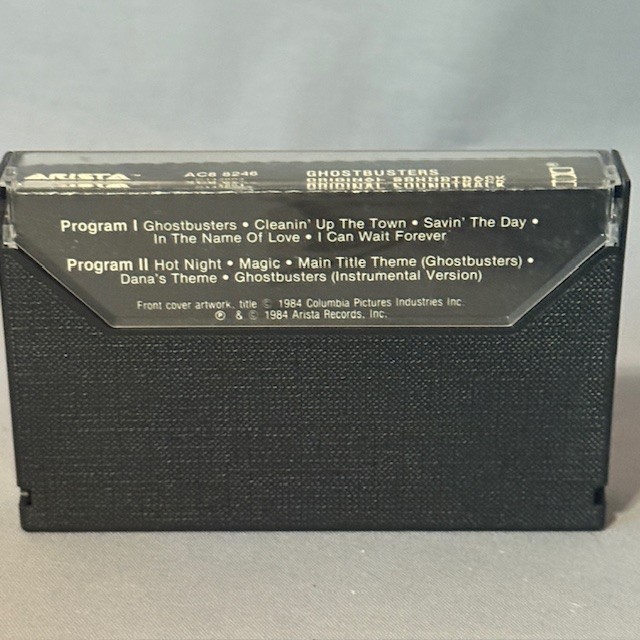 ARISTA™ AC8 8246 GHOSTBUSTERS
ORIGINAL SOUNDTRACK
Program I Ghostbusters • Cleanin' Up The Town • Savin' The Day •
In The Name Of Love • I Can Wait Forever
Program II Hot Night • Magic • Main Title Theme (Ghostbusters) •
Dana's Theme • Ghostbusters (Instrumental Version)
Front cover artwork, title © 1984 Columbia Pictures Industries Inc.
℗ & © 1984 Arista Records, Inc.